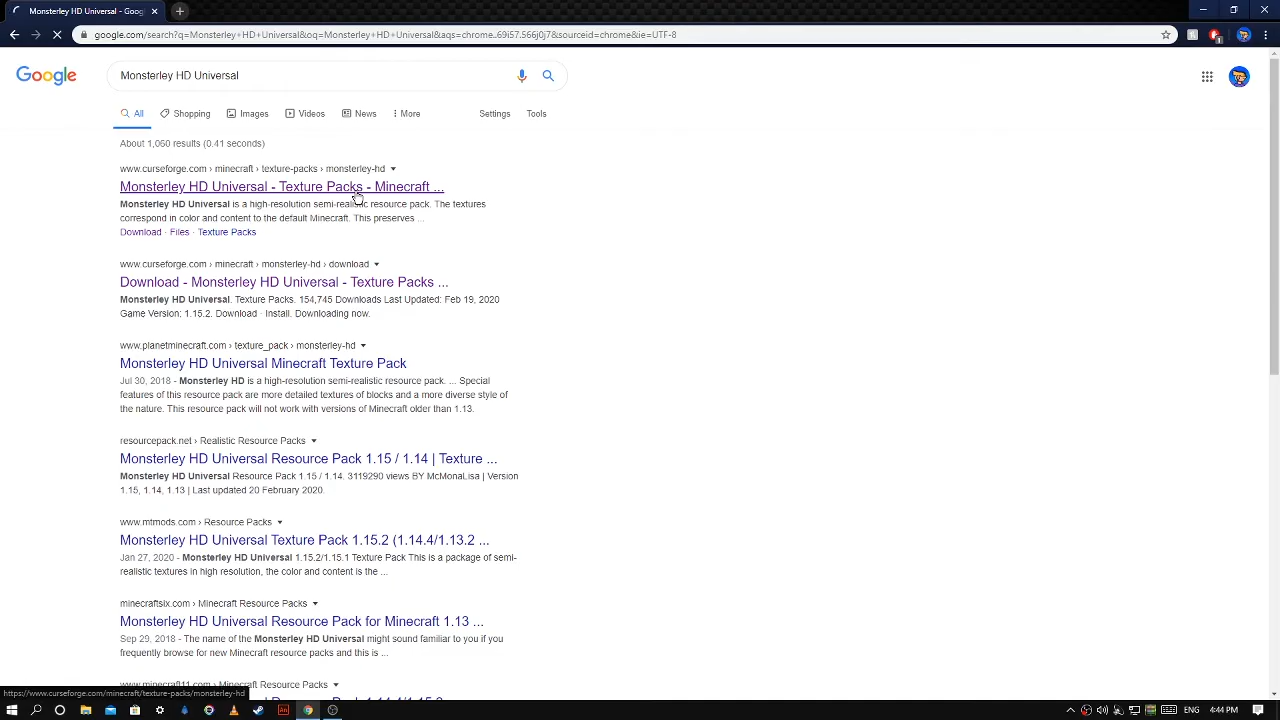 Monsterley HD Universal - Googl
google.com/search?q=Monsterley+HD+Universal&oq=Monsterley+HD+Universal&aqs=chrome..69i57.566j0j7&sourceid=chrome&ie=UTF-8
Google
Monsterley HD Universal
All Shopping Images Videos News More Settings Tools
About 1,060 results (0.41 seconds)
www.curseforge.com › minecraft › texture-packs › monsterley-hd
Monsterley HD Universal - Texture Packs - Minecraft ...
Monsterley HD Universal is a high-resolution semi-realistic resource pack. The textures
correspond in color and content to the default Minecraft. This preserves ...
Download · Files · Texture Packs
www.curseforge.com › minecraft › monsterley-hd › download
Download - Monsterley HD Universal - Texture Packs ...
Monsterley HD Universal. Texture Packs. 154,745 Downloads Last Updated: Feb 19, 2020
Game Version: 1.15.2. Download · Install. Downloading now.
www.planetminecraft.com › texture_pack › monsterley-hd
Monsterley HD Universal Minecraft Texture Pack
Jul 30, 2018 - Monsterley HD is a high-resolution semi-realistic resource pack. ... Special
features of this resource pack are more detailed textures of blocks and a more diverse style of
the nature. This resource pack will not work with versions of Minecraft older than 1.13.
resourcepack.net › Realistic Resource Packs
Monsterley HD Universal Resource Pack 1.15 / 1.14 | Texture ...
Monsterley HD Universal Resource Pack 1.15 / 1.14. 3119290 views BY McMonaLisa | Version
1.15, 1.14, 1.13 | Last updated 20 February 2020.
www.mtmods.com › Resource Packs
Monsterley HD Universal Texture Pack 1.15.2 (1.14.4/1.13.2 ...
Jan 27, 2020 - Monsterley HD Universal 1.15.2/1.15.1 Texture Pack This is a package of semi-
realistic textures in high resolution, the color and content is the ...
minecraftsix.com › Minecraft Resource Packs
Monsterley HD Universal Resource Pack for Minecraft 1.13 ...
Sep 29, 2018 - The name of the Monsterley HD Universal might sound familiar to you if you
frequently browse for new Minecraft resource packs and this is ...
www.minecraft11.com › Minecraft Resource Packs
https://www.curseforge.com/minecraft/texture-packs/monsterley-hd
ENG 4:44 PM